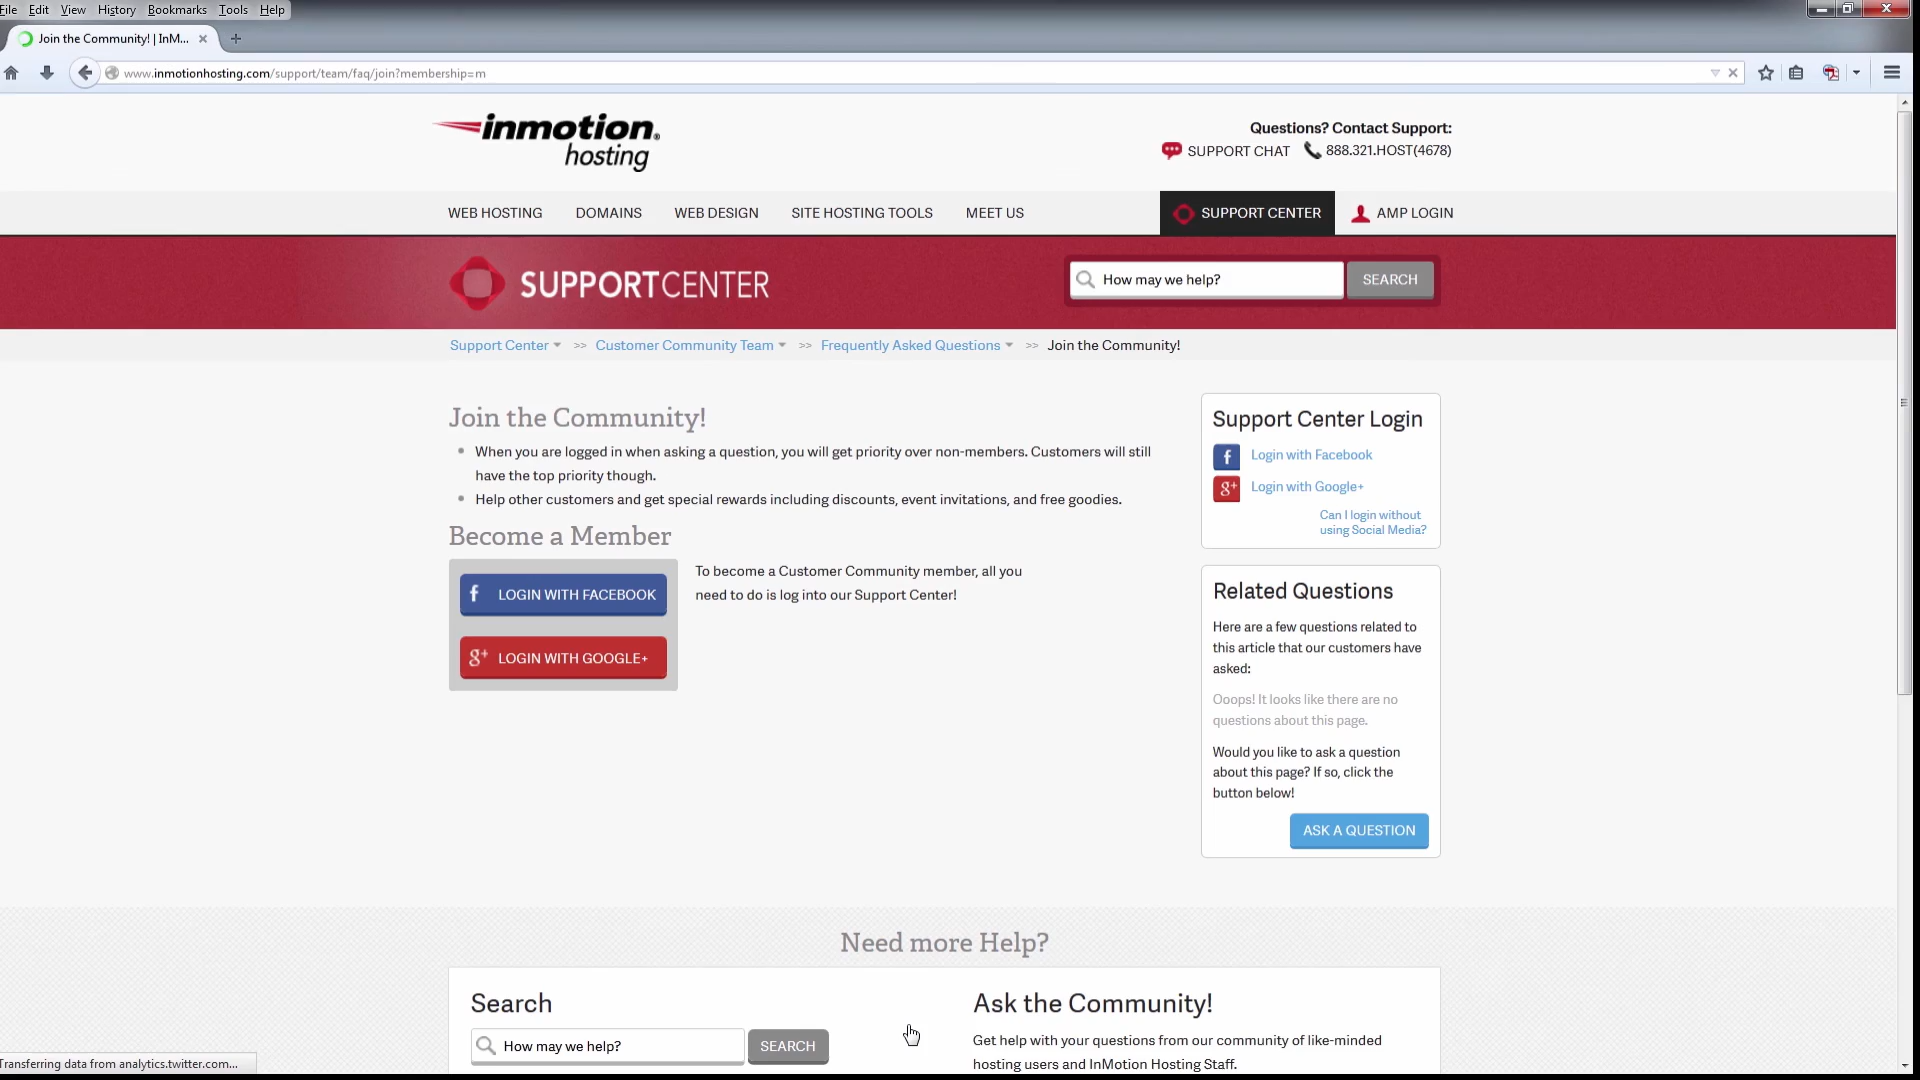 File Edit View History Bookmarks Tools Help
Join the Community! | InM...
www.inmotionhosting.com/support/team/faq/join?membership=m
inmotion
hosting
Questions? Contact Support:
SUPPORT CHAT 888.321.HOST(4678)
WEB HOSTING DOMAINS WEB DESIGN SITE HOSTING TOOLS MEET US SUPPORT CENTER AMP LOGIN
SUPPORTCENTER
How may we help? SEARCH
Support Center >> Customer Community Team >> Frequently Asked Questions >> Join the Community!
Join the Community!
When you are logged in when asking a question, you will get priority over non-members. Customers will still
have the top priority though.
Help other customers and get special rewards including discounts, event invitations, and free goodies.
Become a Member
f LOGIN WITH FACEBOOK
g+ LOGIN WITH GOOGLE+
To become a Customer Community member, all you
need to do is log into our Support Center!
Support Center Login
f Login with Facebook
g+ Login with Google+
Can I login without
using Social Media?
Related Questions
Here are a few questions related to
this article that our customers have
asked:
Ooops! It looks like there are no
questions about this page.
Would you like to ask a question
about this page? If so, click the
button below!
ASK A QUESTION
Need more Help?
Search
How may we help? SEARCH
Ask the Community!
Get help with your questions from our community of like-minded
hosting users and InMotion Hosting Staff.
Transferring data from analytics.twitter.com...